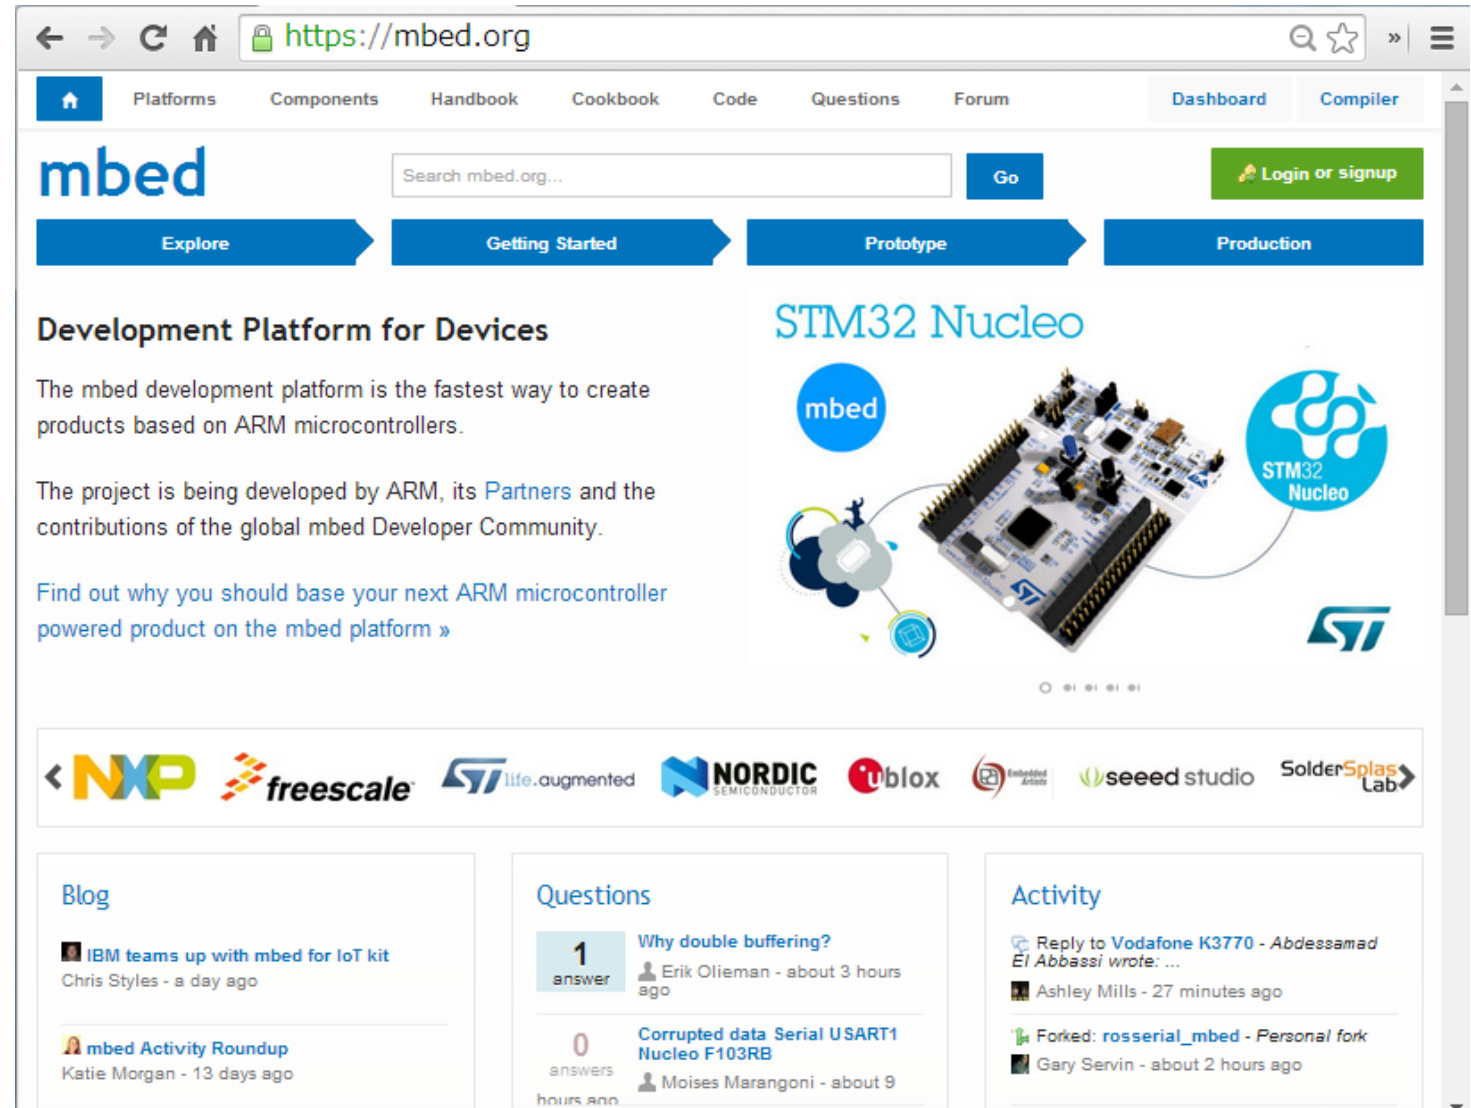 https://mbed.org
»
Platforms Components Handbook Cookbook Code Questions Forum Dashboard Compiler
mbed
Search mbed.org...
Go
Login or signup
Explore Getting Started Prototype Production
Development Platform for Devices
The mbed development platform is the fastest way to create
products based on ARM microcontrollers.
The project is being developed by ARM, its Partners and the
contributions of the global mbed Developer Community.
Find out why you should base your next ARM microcontroller
powered product on the mbed platform »
STM32 Nucleo
mbed
STM32
Nucleo
ST
ST
NXP freescale ST life.augmented NORDIC SEMICONDUCTOR ublox Embedded Artists seeed studio SolderSplash Lab
Blog
IBM teams up with mbed for IoT kit
Chris Styles - a day ago
mbed Activity Roundup
Katie Morgan - 13 days ago
Questions
1
answer
Why double buffering?
Erik Olieman - about 3 hours
ago
0
answers
Corrupted data Serial USART1
Nucleo F103RB
Moises Marangoni - about 9
hours ago
Activity
Reply to Vodafone K3770 - Abdessamad
El Abbassi wrote: ...
Ashley Mills - 27 minutes ago
Forked: rosserial_mbed - Personal fork
Gary Servin - about 2 hours ago